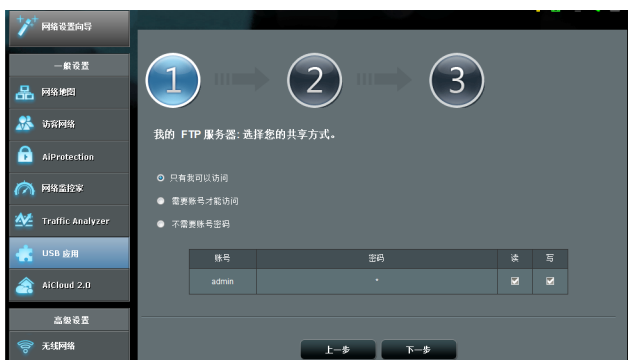 网络设置向导
一般设置
网络地图
访客网络
AiProtection
网络监控家
Traffic Analyzer
USB 应用
AiCloud 2.0
高级设置
无线网络
1
2
3
我的 FTP 服务器: 选择您的共享方式。
只有我可以访问
需要账号才能访问
不需要账号密码
账号 密码 读 写
admin *
上一步 下一步